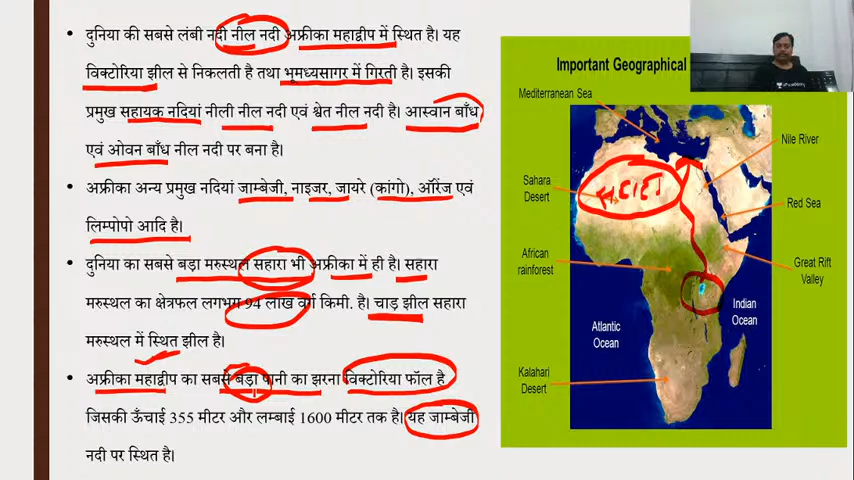 दुनिया की सबसे लंबी नदी नील नदी अफ्रीका महाद्वीप में स्थित है। यह
विक्टोरिया झील से निकलती है तथा भूमध्यसागर में गिरती है। इसकी
प्रमुख सहायक नदियां नीली नील नदी एवं श्वेत नील नदी है। आस्वान बाँध
एवं ओवन बाँध नील नदी पर बना है।
अफ्रीका अन्य प्रमुख नदियां जाम्बेजी, नाइजर, जायरे (कांगो), ऑरेंज एवं
लिम्पोपो आदि है।
दुनिया का सबसे बड़ा मरुस्थल सहारा भी अफ्रीका में ही है। सहारा
मरुस्थल का क्षेत्रफल लगभग 94 लाख वर्ग किमी. है। चाड़ झील सहारा
मरुस्थल में स्थित झील है।
अफ्रीका महाद्वीप का सबसे बड़ा पानी का झरना विक्टोरिया फॉल है
जिसकी ऊँचाई 355 मीटर और लम्बाई 1600 मीटर तक है। यह जाम्बेजी
नदी पर स्थित है।
Important Geographical
Mediterranean Sea
Nile River
Sahara
Desert
Red Sea
African
rainforest
Great Rift
Valley
Indian
Ocean
Atlantic
Ocean
Kalahari
Desert